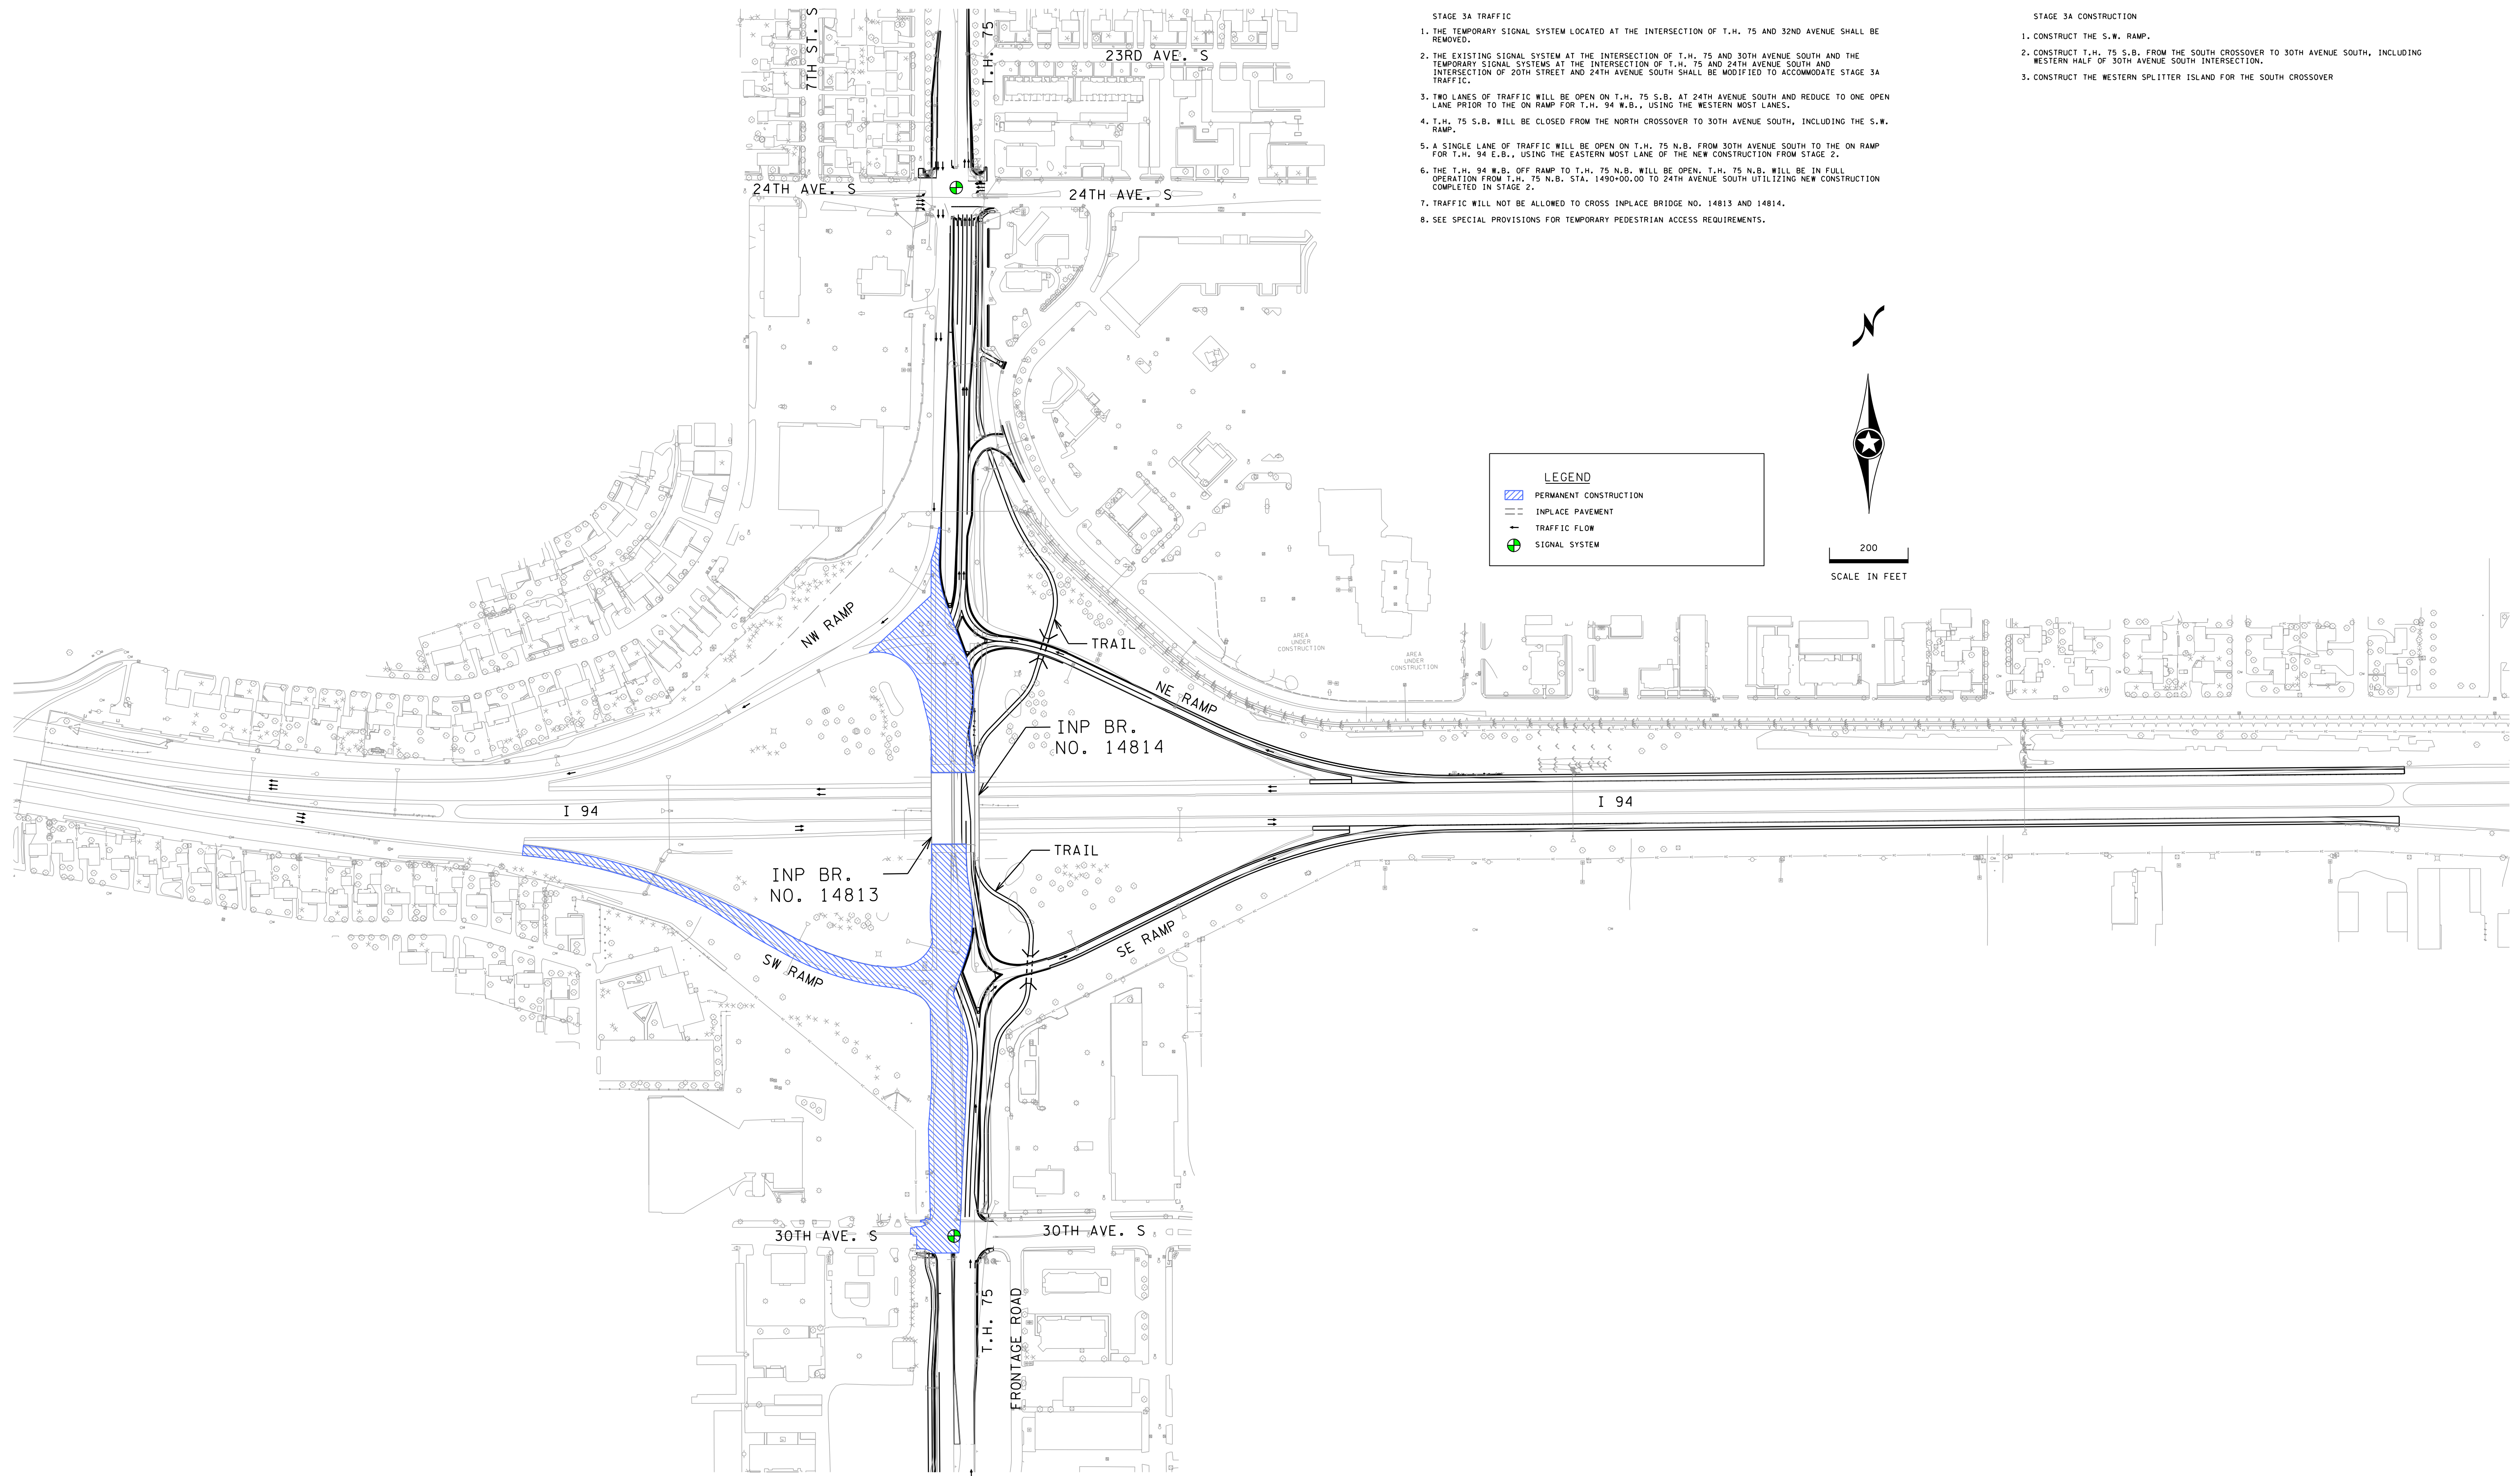 STAGE 3A TRAFFIC
1. THE TEMPORARY SIGNAL SYSTEM LOCATED AT THE INTERSECTION OF T.H. 75 AND 32ND AVENUE SHALL BE
REMOVED.
2. THE EXISTING SIGNAL SYSTEM AT THE INTERSECTION OF T.H. 75 AND 30TH AVENUE SOUTH AND THE
TEMPORARY SIGNAL SYSTEMS AT THE INTERSECTION OF T.H. 75 AND 24TH AVENUE SOUTH AND
INTERSECTION OF 20TH STREET AND 24TH AVENUE SOUTH SHALL BE MODIFIED TO ACCOMMODATE STAGE 3A
TRAFFIC.
3. TWO LANES OF TRAFFIC WILL BE OPEN ON T.H. 75 S.B. AT 24TH AVENUE SOUTH AND REDUCE TO ONE OPEN
LANE PRIOR TO THE ON RAMP FOR T.H. 94 W.B., USING THE WESTERN MOST LANES.
4. T.H. 75 S.B. WILL BE CLOSED FROM THE NORTH CROSSOVER TO 30TH AVENUE SOUTH, INCLUDING THE S.W.
RAMP.
5. A SINGLE LANE OF TRAFFIC WILL BE OPEN ON T.H. 75 N.B. FROM 30TH AVENUE SOUTH TO THE ON RAMP
FOR T.H. 94 E.B., USING THE EASTERN MOST LANE OF THE NEW CONSTRUCTION FROM STAGE 2.
6. THE T.H. 94 W.B. OFF RAMP TO T.H. 75 N.B. WILL BE OPEN. T.H. 75 N.B. WILL BE IN FULL
OPERATION FROM T.H. 75 N.B. STA. 1490+00.00 TO 24TH AVENUE SOUTH UTILIZING NEW CONSTRUCTION
COMPLETED IN STAGE 2.
7. TRAFFIC WILL NOT BE ALLOWED TO CROSS INPLACE BRIDGE NO. 14813 AND 14814.
8. SEE SPECIAL PROVISIONS FOR TEMPORARY PEDESTRIAN ACCESS REQUIREMENTS.
STAGE 3A CONSTRUCTION
1. CONSTRUCT THE S.W. RAMP.
2. CONSTRUCT T.H. 75 S.B. FROM THE SOUTH CROSSOVER TO 30TH AVENUE SOUTH, INCLUDING
WESTERN HALF OF 30TH AVENUE SOUTH INTERSECTION.
3. CONSTRUCT THE WESTERN SPLITTER ISLAND FOR THE SOUTH CROSSOVER
7TH ST. S
T.H. 75
23RD AVE. S
24TH AVE. S
24TH AVE. S
N
LEGEND
PERMANENT CONSTRUCTION
INPLACE PAVEMENT
TRAFFIC FLOW
SIGNAL SYSTEM
200
SCALE IN FEET
NW RAMP
TRAIL
AREA
UNDER
CONSTRUCTION
AREA
UNDER
CONSTRUCTION
NE RAMP
INP BR.
NO. 14814
I 94
I 94
TRAIL
INP BR.
NO. 14813
SW RAMP
SE RAMP
30TH AVE. S
30TH AVE. S
T.H. 75
FRONTAGE ROAD